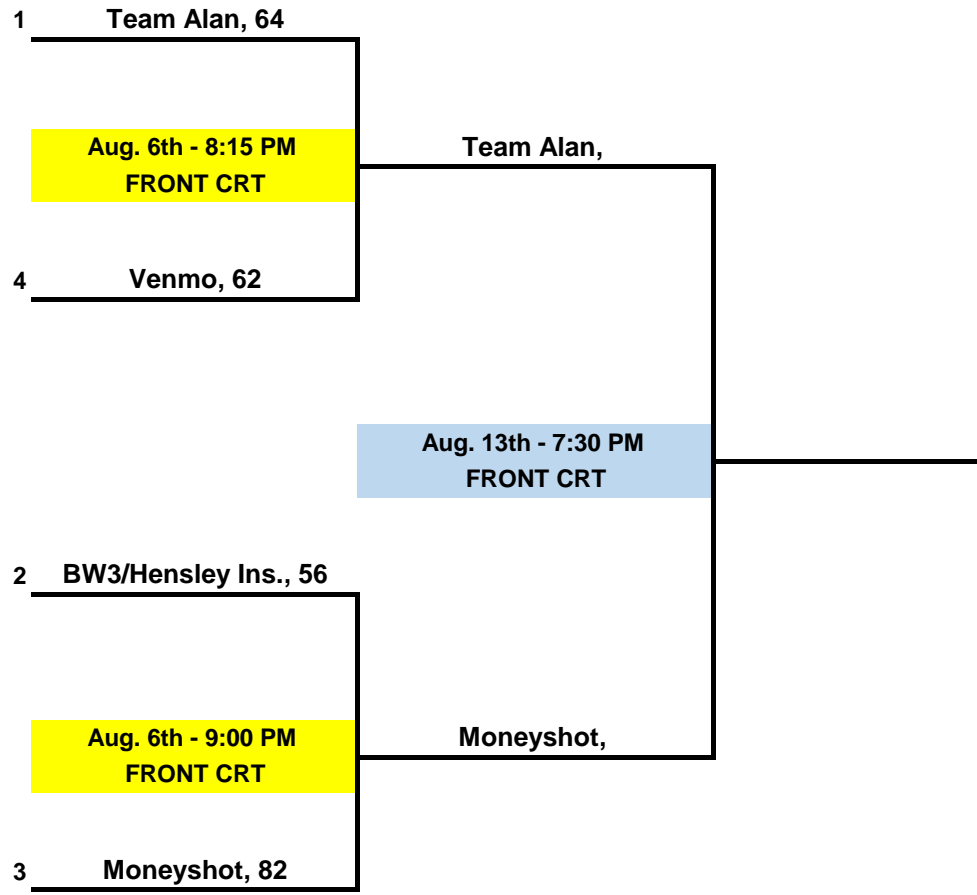 1 Team Alan, 64
Aug. 6th - 8:15 PM
FRONT CRT
Team Alan,
4 Venmo, 62
Aug. 13th - 7:30 PM
FRONT CRT
2 BW3/Hensley Ins., 56
Aug. 6th - 9:00 PM
FRONT CRT
Moneyshot,
3 Moneyshot, 82